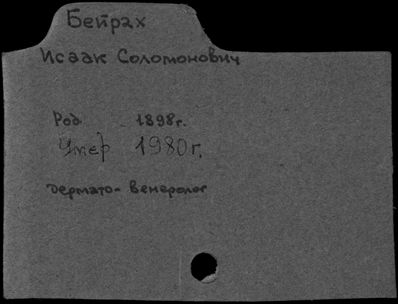 Бейрах
Исаак Соломонович
Род 1898г.
Умер 1980г.
дермато-венеролог